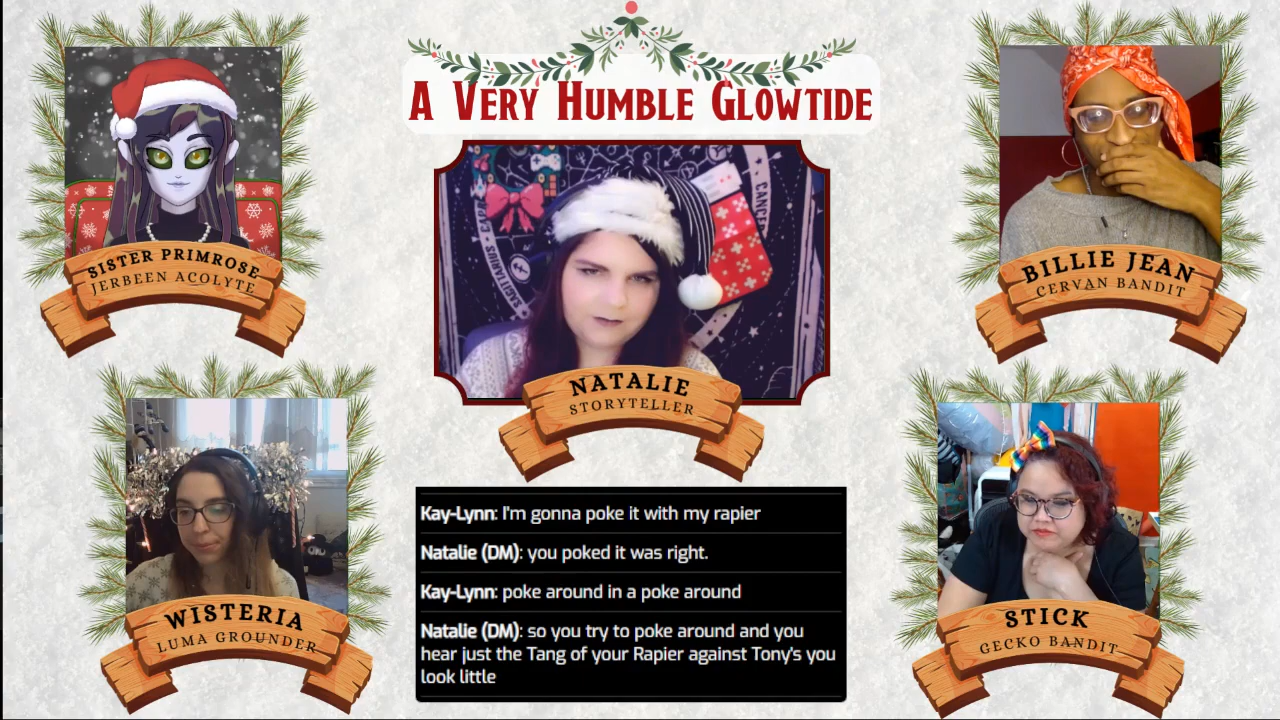 A Very Humble Glowtide
SISTER PRIMROSE
JERBEEN ACOLYTE
BILLIE JEAN
CERVAN BANDIT
CANCE
SAGITTARIUS
NATALIE
STORYTELLER
WISTERIA
LUMA GROUNDER
STICK
GECKO BANDIT
Kay-Lynn: I'm gonna poke it with my rapier
Natalie (DM): you poked it was right.
Kay-Lynn: poke around in a poke around
Natalie (DM): so you try to poke around and you
hear just the Tang of your Rapier against Tony's you
look little